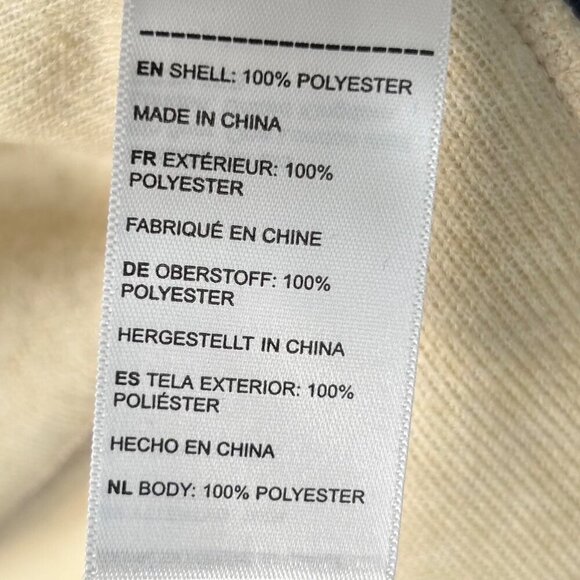 EN SHELL: 100% POLYESTER
MADE IN CHINA
FR EXTÉRIEUR: 100%
POLYESTER
FABRIQUÉ EN CHINE
DE OBERSTOFF: 100%
POLYESTER
HERGESTELLT IN CHINA
ES TELA EXTERIOR: 100%
POLIÉSTER
HECHO EN CHINA
NL BODY: 100% POLYESTER